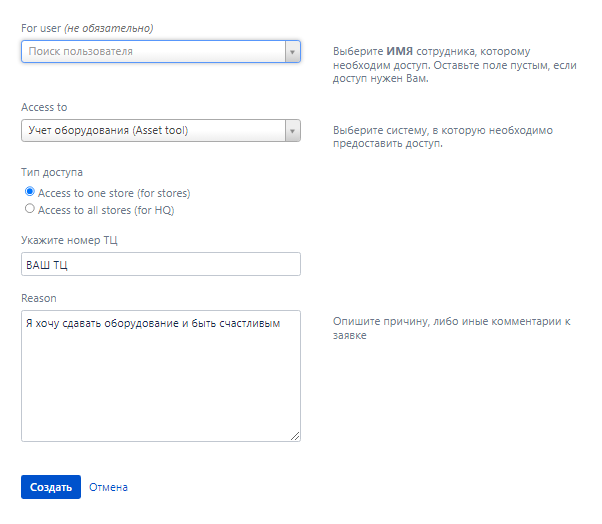 For user (не обязательно)
Поиск пользователя
Выберите ИМЯ сотрудника, которому
необходим доступ. Оставьте поле пустым, если
доступ нужен Вам.
Access to
Учет оборудования (Asset tool)
Выберите систему, в которую необходимо
предоставить доступ.
Тип доступа
Access to one store (for stores)
Access to all stores (for HQ)
Укажите номер ТЦ
ВАШ ТЦ
Reason
Я хочу сдавать оборудование и быть счастливым
Опишите причину, либо иные комментарии к
заявке
Создать Отмена